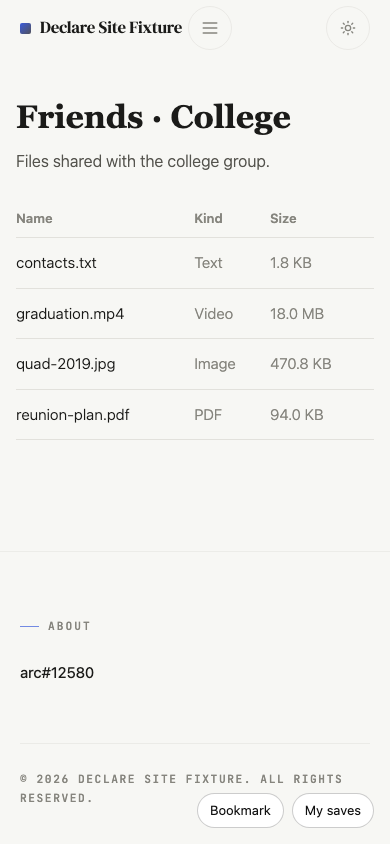 Declare Site Fixture
Friends · College
Files shared with the college group.
Name Kind Size
contacts.txt Text 1.8 KB
graduation.mp4 Video 18.0 MB
quad-2019.jpg Image 470.8 KB
reunion-plan.pdf PDF 94.0 KB
ABOUT
arc#12580
© 2026 DECLARE SITE FIXTURE. ALL RIGHTS
RESERVED.
Bookmark My saves